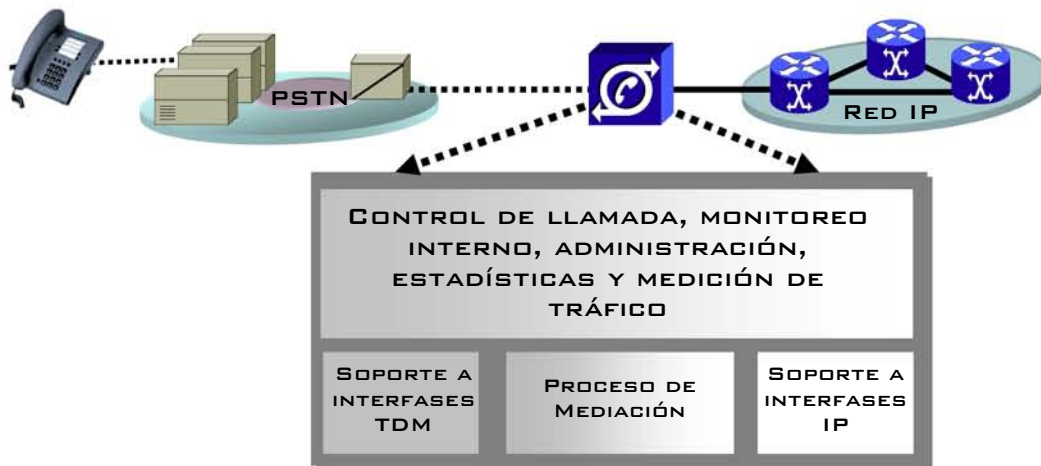 PSTN
RED IP
CONTROL DE LLAMADA, MONITOREO
INTERNO, ADMINISTRACIÓN,
ESTADÍSTICAS Y MEDICIÓN DE
TRÁFICO
SOPORTE A
INTERFASES
TDM
PROCESO DE
MEDIACIÓN
SOPORTE A
INTERFASES
IP